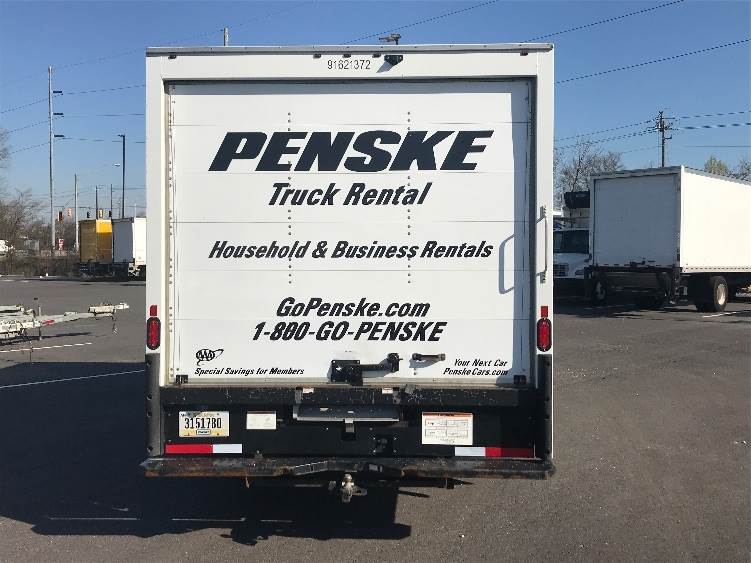 91621372
PENSKE
Truck Rental
Household & Business Rentals
GoPenske.com
1-800-GO-PENSKE
AAA
Special Savings for Members
Your Next Car
PenskeCars.com
3151780